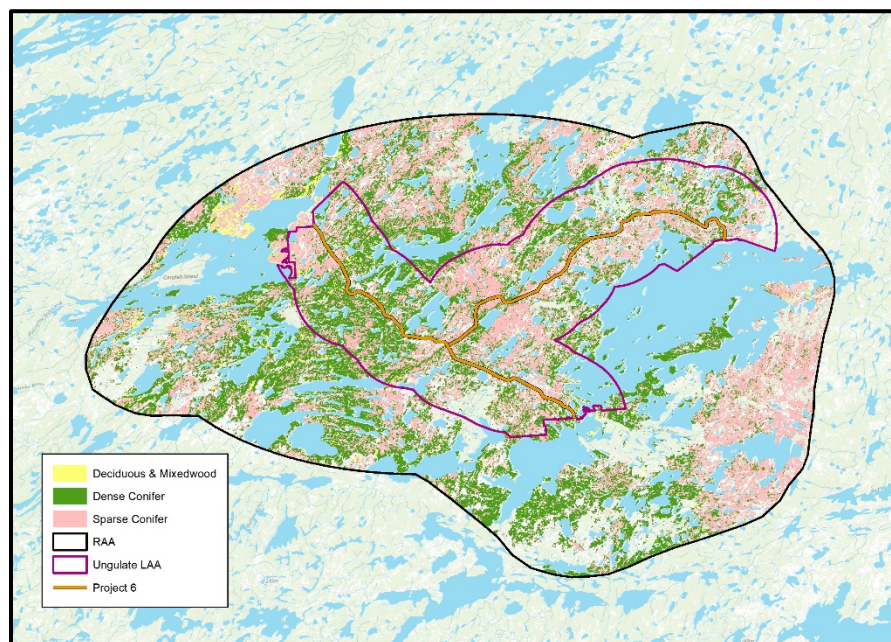 Deciduous & Mixedwood
Dense Conifer
Sparse Conifer
RAA
Ungulate LAA
Project 6